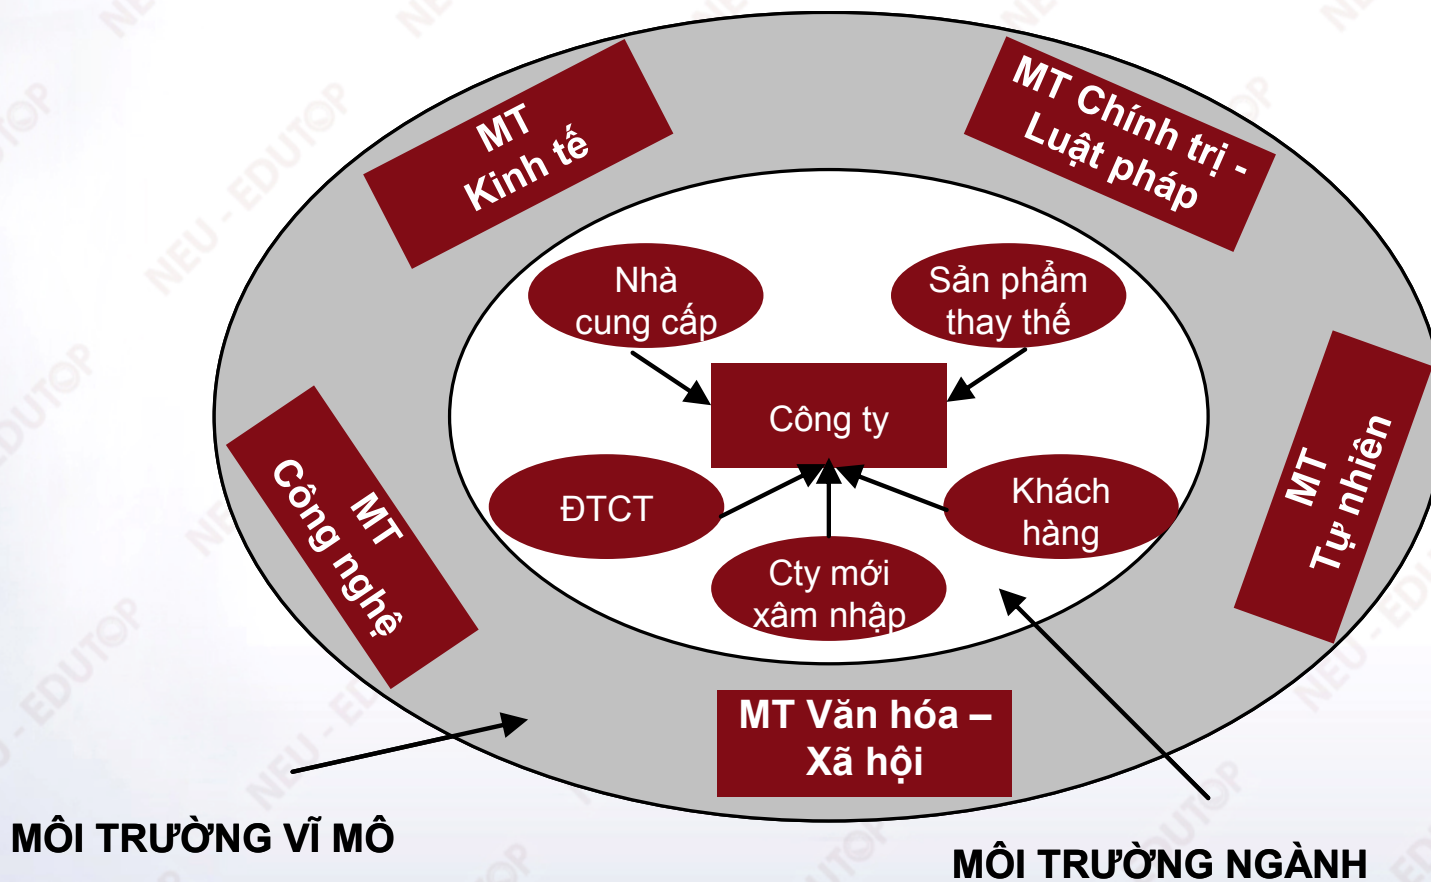 MT
Kinh tế
MT Chính trị -
Luật pháp
Nhà
cung cấp
Sản phẩm
thay thế
Công ty
MT
Công nghệ
MT
Tự nhiên
ĐTCT
Khách
hàng
Cty mới
xâm nhập
MT Văn hóa –
Xã hội
MÔI TRƯỜNG VĨ MÔ
MÔI TRƯỜNG NGÀNH
NEU - EDUTOP